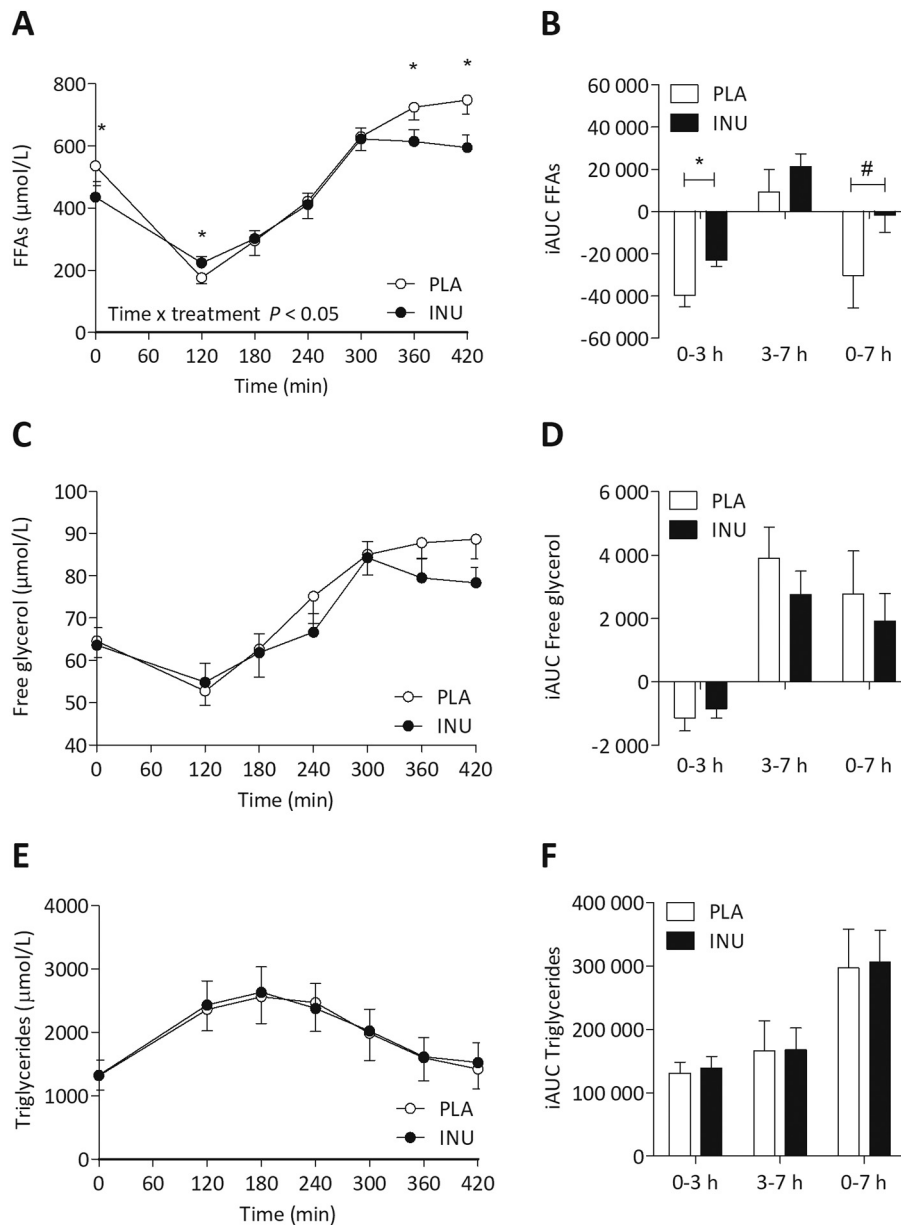 A
* * * *
800
600
400
200
0
FFAs (µmol/L)
PLA
INU
Time x treatment P < 0.05
0 60 120 180 240 300 360 420
Time (min)
B
60 000
40 000
20 000
0
-20 000
-40 000
-60 000
iAUC FFAs
PLA
INU
* #
0-3 h 3-7 h 0-7 h
C
100
90
80
70
60
50
40
Free glycerol (µmol/L)
PLA
INU
0 60 120 180 240 300 360 420
Time (min)
D
6 000
4 000
2 000
0
-2 000
iAUC Free glycerol
PLA
INU
0-3 h 3-7 h 0-7 h
E
4000
3000
2000
1000
0
Triglycerides (µmol/L)
PLA
INU
0 60 120 180 240 300 360 420
Time (min)
F
400 000
300 000
200 000
100 000
0
iAUC Triglycerides
PLA
INU
0-3 h 3-7 h 0-7 h